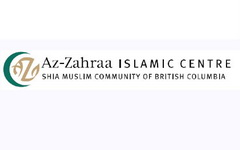 Az-Zahraa ISLAMIC CENTRE
SHIA MUSLIM COMMUNITY OF BRITISH COLUMBIA